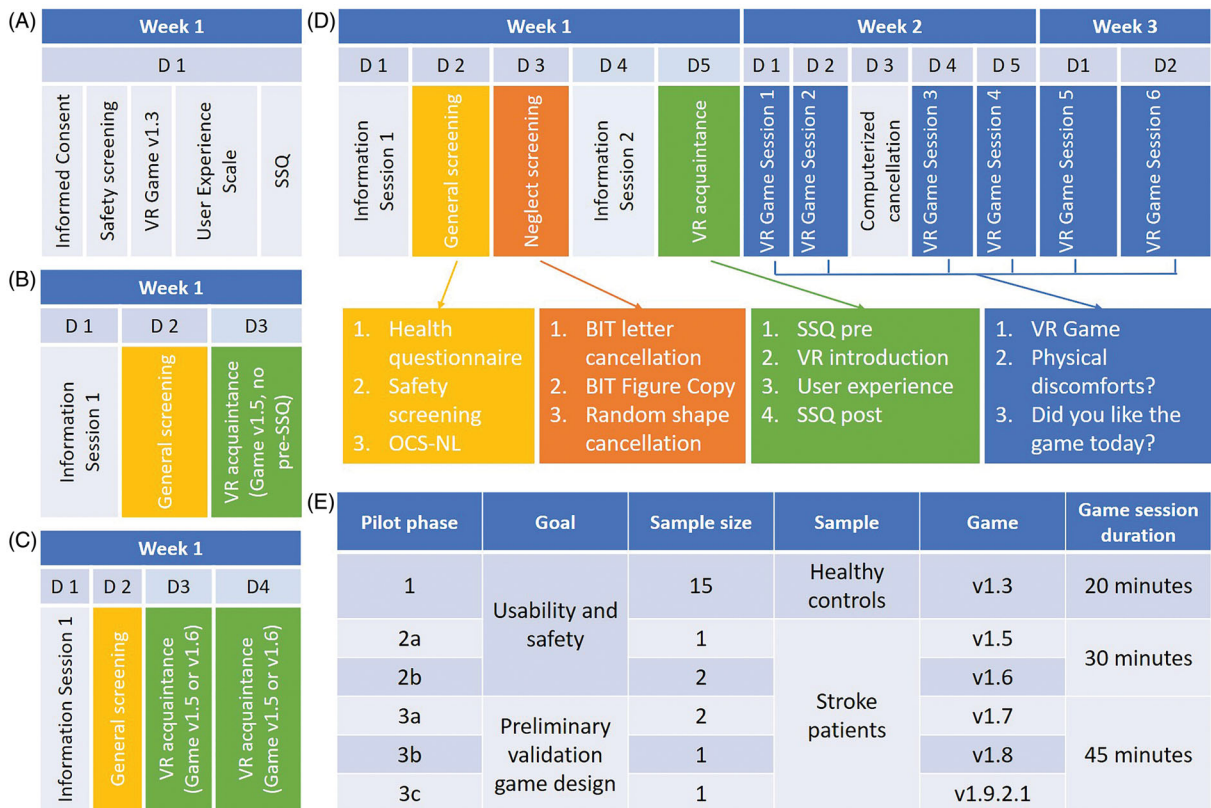 (A)
Week 1
D 1
Informed Consent
Safety screening
VR Game v1.3
User Experience
Scale
SSQ
(B)
Week 1
D 1
D 2
D3
Information
Session 1
General screening
VR acquaintance
(Game v1.5, no
pre-SSQ)
(C)
Week 1
D 1
D 2
D3
D4
Information Session 1
General screening
VR acquaintance
(Game v1.5 or v1.6)
VR acquaintance
(Game v1.5 or v1.6)
(D)
Week 1
Week 2
Week 3
D 1
D 2
D 3
D 4
D5
D 1
D 2
D 3
D 4
D 5
D1
D2
Information
Session 1
General screening
Neglect screening
Information
Session 2
VR acquaintance
VR Game Session 1
VR Game Session 2
Computerized
cancellation
VR Game Session 3
VR Game Session 4
VR Game Session 5
VR Game Session 6
1. Health
questionnaire
2. Safety
screening
3. OCS-NL
1. BIT letter
cancellation
2. BIT Figure Copy
3. Random shape
cancellation
1. SSQ pre
2. VR introduction
3. User experience
4. SSQ post
1. VR Game
2. Physical
discomforts?
3. Did you like the
game today?
(E)
Pilot phase
Goal
Sample size
Sample
Game
Game session
duration
1
Usability and
safety
15
Healthy
controls
v1.3
20 minutes
2a
1
Stroke
patients
v1.5
30 minutes
2b
2
v1.6
3a
Preliminary
validation
game design
2
v1.7
45 minutes
3b
1
v1.8
3c
1
v1.9.2.1